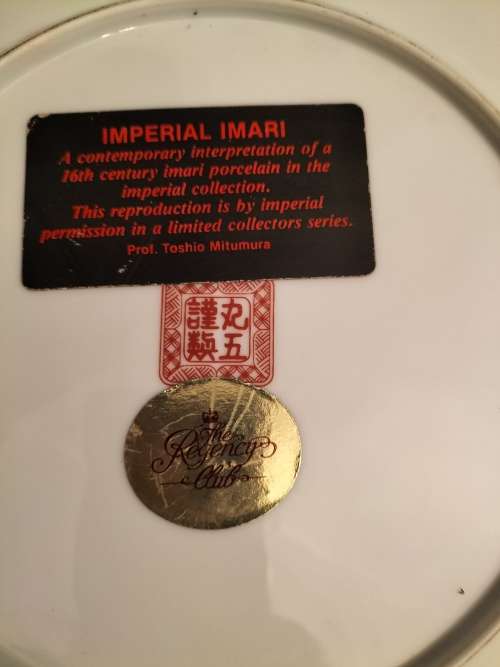 IMPERIAL IMARI
A contemporary interpretation of a
16th century imari porcelain in the
imperial collection.
This reproduction is by imperial
permission in a limited collectors series.
Prof. Toshio Mitumura
丸五
謹製
The
Regency
Club